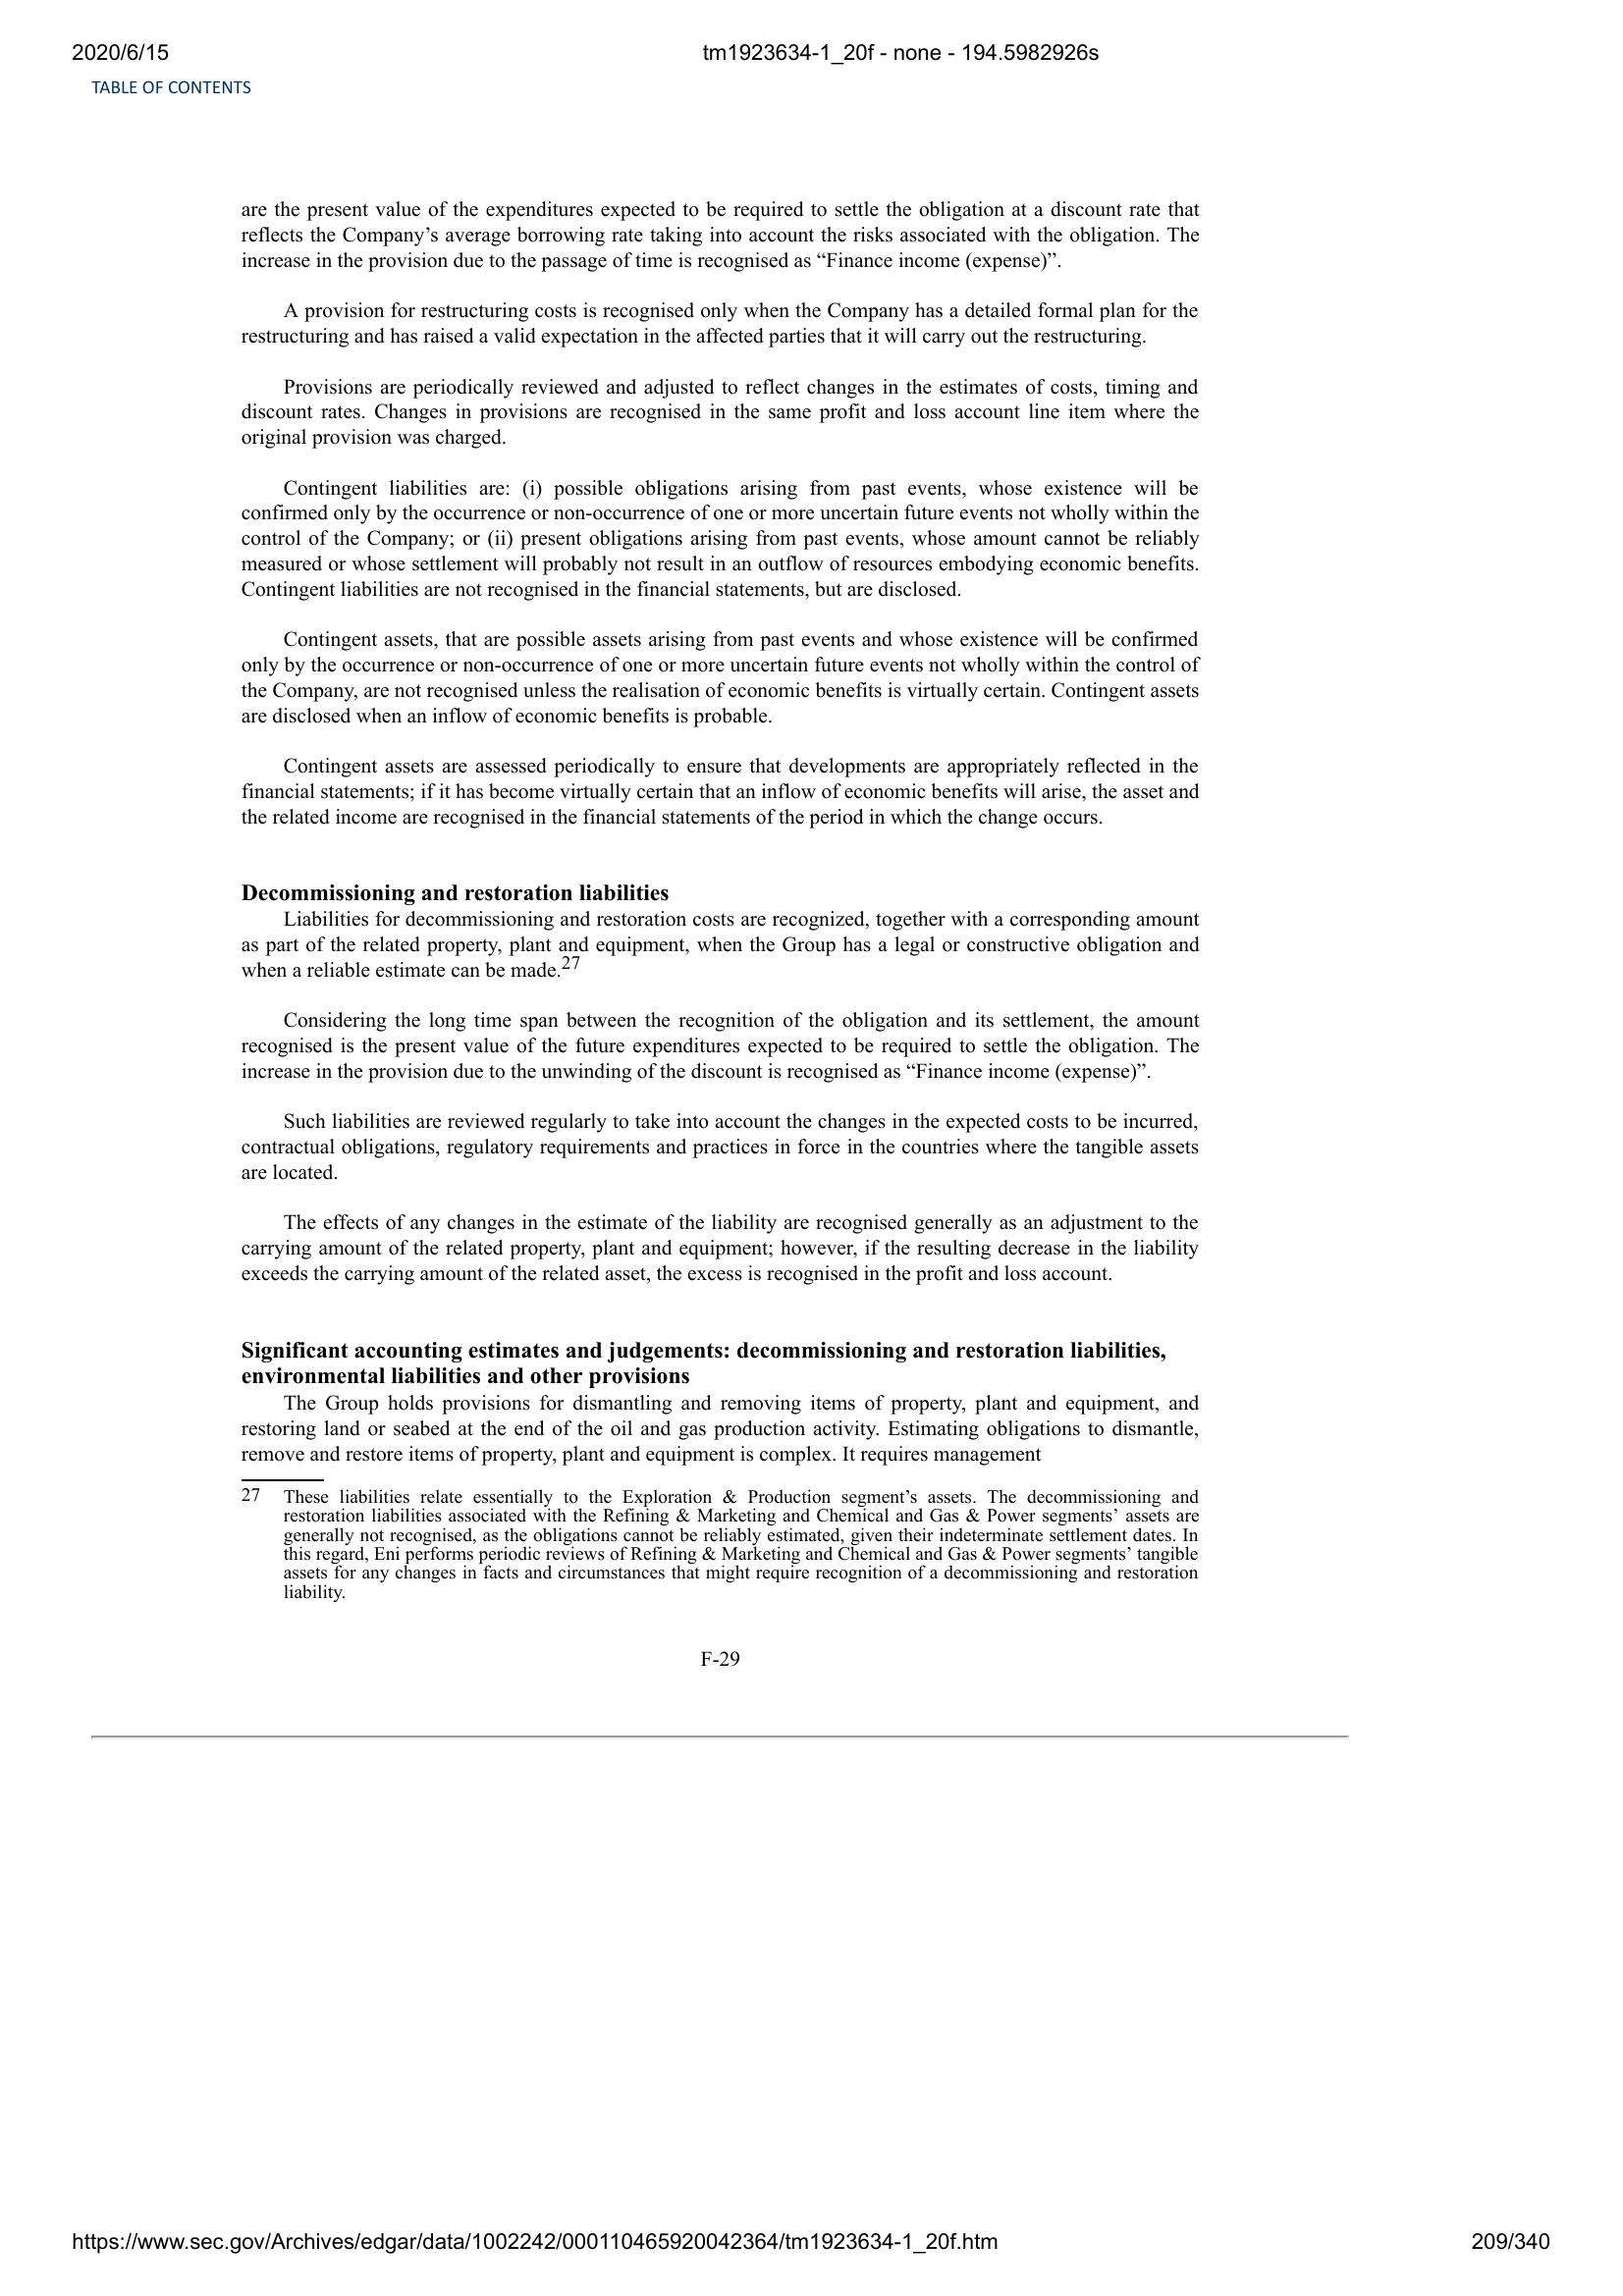 2020/6/15
tm1923634-1_20f - none - 194.5982926s
TABLE OF CONTENTS
are the present value of the expenditures expected to be required to settle the obligation at a discount rate that
reflects the Company’s average borrowing rate taking into account the risks associated with the obligation. The
increase in the provision due to the passage of time is recognised as “Finance income (expense)”.
A provision for restructuring costs is recognised only when the Company has a detailed formal plan for the
restructuring and has raised a valid expectation in the affected parties that it will carry out the restructuring.
Provisions are periodically reviewed and adjusted to reflect changes in the estimates of costs, timing and
discount rates. Changes in provisions are recognised in the same profit and loss account line item where the
original provision was charged.
Contingent liabilities are: (i) possible obligations arising from past events, whose existence will be
confirmed only by the occurrence or non-occurrence of one or more uncertain future events not wholly within the
control of the Company; or (ii) present obligations arising from past events, whose amount cannot be reliably
measured or whose settlement will probably not result in an outflow of resources embodying economic benefits.
Contingent liabilities are not recognised in the financial statements, but are disclosed.
Contingent assets, that are possible assets arising from past events and whose existence will be confirmed
only by the occurrence or non-occurrence of one or more uncertain future events not wholly within the control of
the Company, are not recognised unless the realisation of economic benefits is virtually certain. Contingent assets
are disclosed when an inflow of economic benefits is probable.
Contingent assets are assessed periodically to ensure that developments are appropriately reflected in the
financial statements; if it has become virtually certain that an inflow of economic benefits will arise, the asset and
the related income are recognised in the financial statements of the period in which the change occurs.
Decommissioning and restoration liabilities
Liabilities for decommissioning and restoration costs are recognized, together with a corresponding amount
as part of the related property, plant and equipment, when the Group has a legal or constructive obligation and
when a reliable estimate can be made.27
Considering the long time span between the recognition of the obligation and its settlement, the amount
recognised is the present value of the future expenditures expected to be required to settle the obligation. The
increase in the provision due to the unwinding of the discount is recognised as “Finance income (expense)”.
Such liabilities are reviewed regularly to take into account the changes in the expected costs to be incurred,
contractual obligations, regulatory requirements and practices in force in the countries where the tangible assets
are located.
The effects of any changes in the estimate of the liability are recognised generally as an adjustment to the
carrying amount of the related property, plant and equipment; however, if the resulting decrease in the liability
exceeds the carrying amount of the related asset, the excess is recognised in the profit and loss account.
Significant accounting estimates and judgements: decommissioning and restoration liabilities,
environmental liabilities and other provisions
The Group holds provisions for dismantling and removing items of property, plant and equipment, and
restoring land or seabed at the end of the oil and gas production activity. Estimating obligations to dismantle,
remove and restore items of property, plant and equipment is complex. It requires management
27 These liabilities relate essentially to the Exploration & Production segment’s assets. The decommissioning and
restoration liabilities associated with the Refining & Marketing and Chemical and Gas & Power segments’ assets are
generally not recognised, as the obligations cannot be reliably estimated, given their indeterminate settlement dates. In
this regard, Eni performs periodic reviews of Refining & Marketing and Chemical and Gas & Power segments’ tangible
assets for any changes in facts and circumstances that might require recognition of a decommissioning and restoration
liability.
F-29
https://www.sec.gov/Archives/edgar/data/1002242/000110465920042364/tm1923634-1_20f.htm
209/340